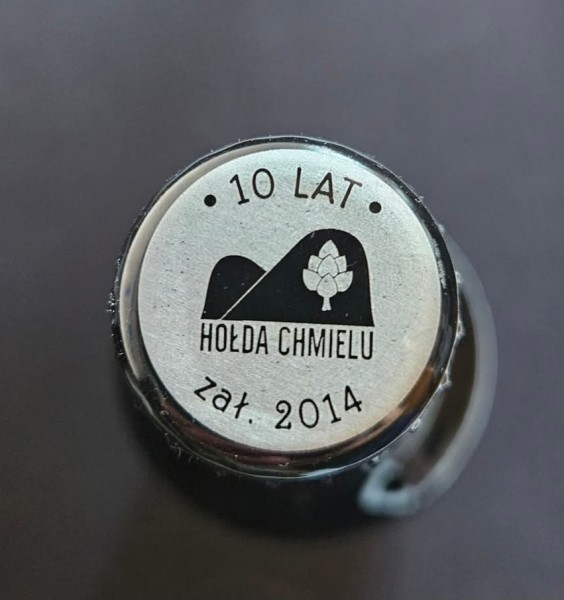 • 10 LAT •
HOŁDA CHMIELU
zał. 2014